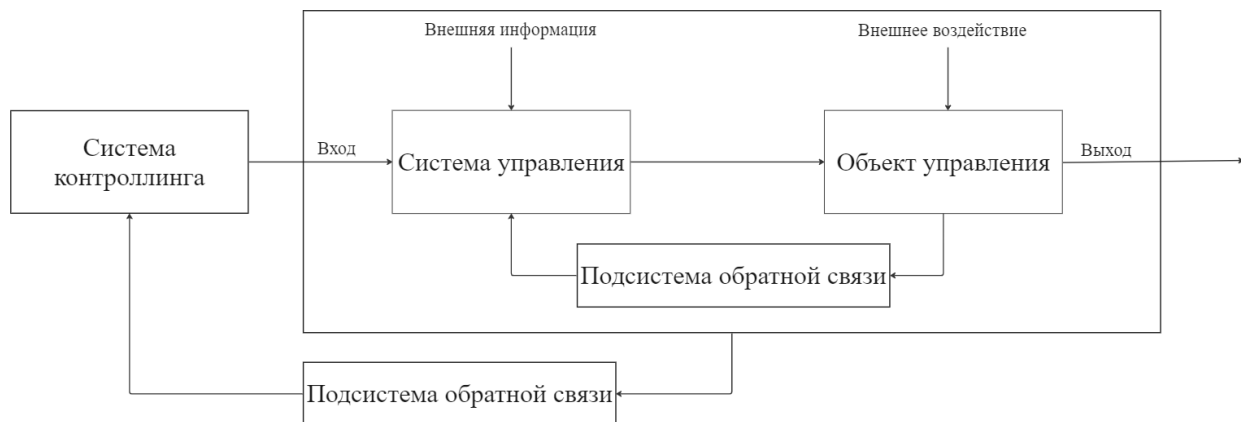 Внешняя информация
Внешнее воздействие
Система
контроллинга
Вход
Система управления
Объект управления
Выход
Подсистема обратной связи
Подсистема обратной связи